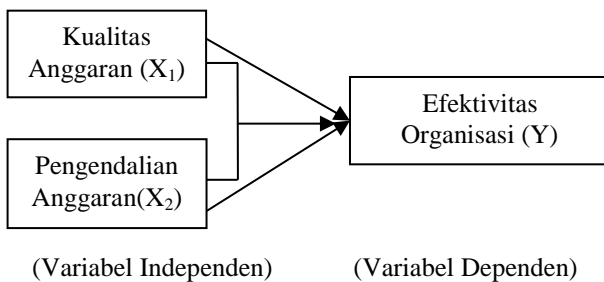 Kualitas
Anggaran (X₁)
Efektivitas
Organisasi (Y)
Pengendalian
Anggaran(X₂)
(Variabel Independen) (Variabel Dependen)